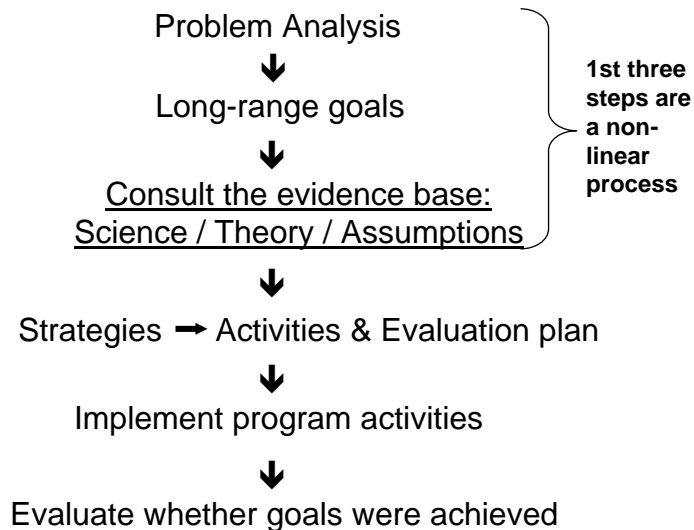 Problem Analysis
Long-range goals
Consult the evidence base:
Science / Theory / Assumptions
1st three
steps are
a non-
linear
process
Strategies → Activities & Evaluation plan
Implement program activities
Evaluate whether goals were achieved